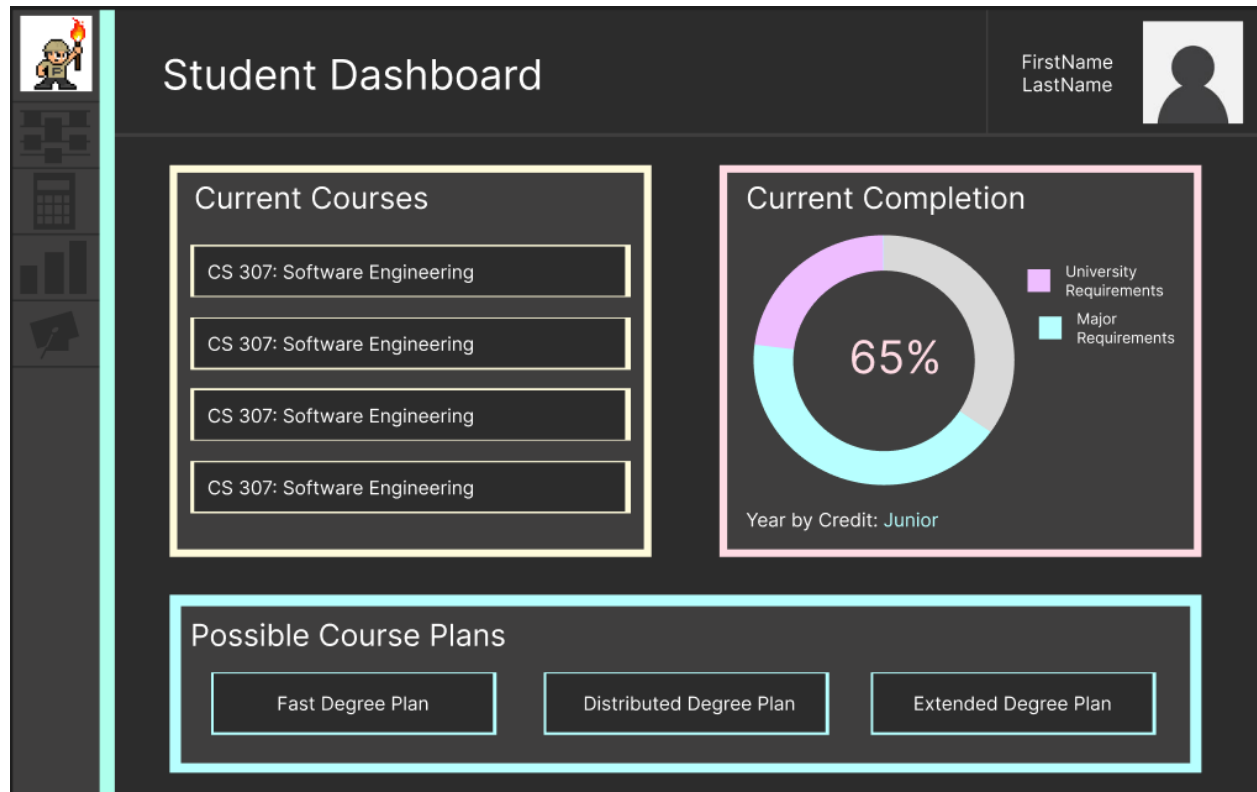 Student Dashboard
FirstName
LastName
Current Courses
CS 307: Software Engineering
CS 307: Software Engineering
CS 307: Software Engineering
CS 307: Software Engineering
Current Completion
65%
University
Requirements
Major
Requirements
Year by Credit: Junior
Possible Course Plans
Fast Degree Plan
Distributed Degree Plan
Extended Degree Plan